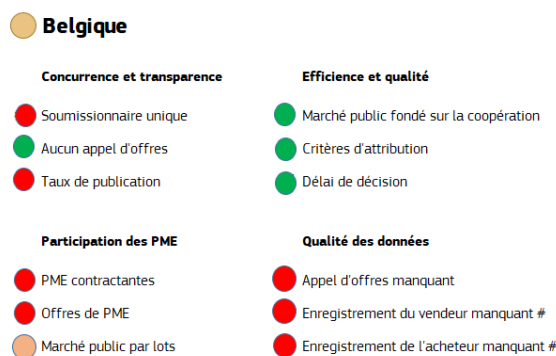 Belgique
Concurrence et transparence
Soumissionnaire unique
Aucun appel d'offres
Taux de publication
Efficience et qualité
Marché public fondé sur la coopération
Critères d'attribution
Délai de décision
Participation des PME
PME contractantes
Offres de PME
Marché public par lots
Qualité des données
Appel d'offres manquant
Enregistrement du vendeur manquant #
Enregistrement de l'acheteur manquant #